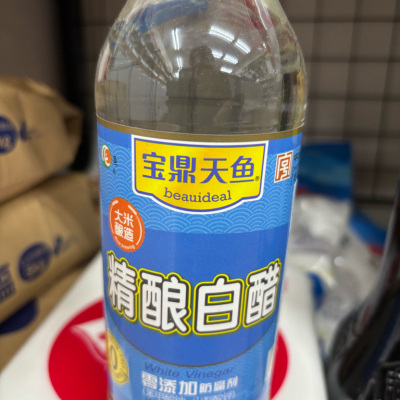 宝鼎天鱼
beauideal
大米
酿造
精酿白醋
White Vinegar
零添加防腐剂